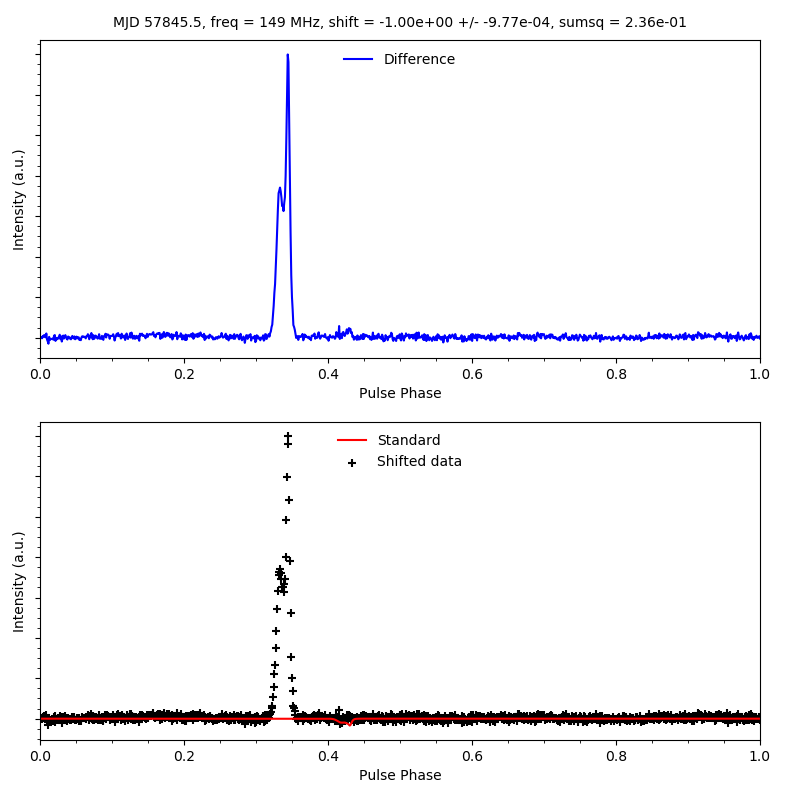 MJD 57845.5, freq = 149 MHz, shift = -1.00e+00 +/- -9.77e-04, sumsq = 2.36e-01
Difference
Intensity (a.u.)
0.0 0.2 0.4 0.6 0.8 1.0
Pulse Phase
Standard
Shifted data
Intensity (a.u.)
0.0 0.2 0.4 0.6 0.8 1.0
Pulse Phase